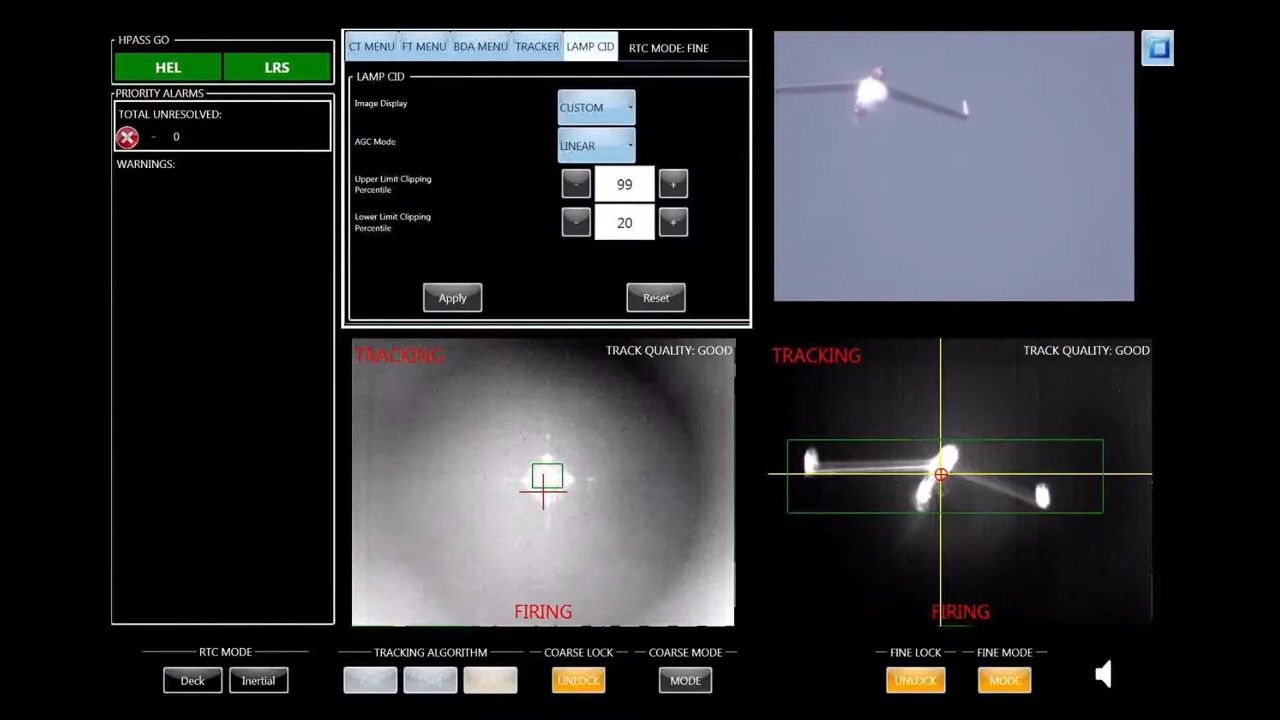 HPASS GO
HEL
LRS
PRIORITY ALARMS
TOTAL UNRESOLVED:
- 0
WARNINGS:
CT MENU
FT MENU
BDA MENU
TRACKER
LAMP CID
RTC MODE: FINE
LAMP CID
Image Display
CUSTOM
AGC Mode
LINEAR
Upper Limit Clipping
Percentile
-
99
+
Lower Limit Clipping
Percentile
-
20
+
Apply
Reset
TRACKING
TRACK QUALITY: GOOD
FIRING
TRACKING
TRACK QUALITY: GOOD
FIRING
RTC MODE
Deck
Inertial
TRACKING ALGORITHM
COARSE LOCK
UNLOCK
COARSE MODE
MODE
FINE LOCK
UNLOCK
FINE MODE
MODE